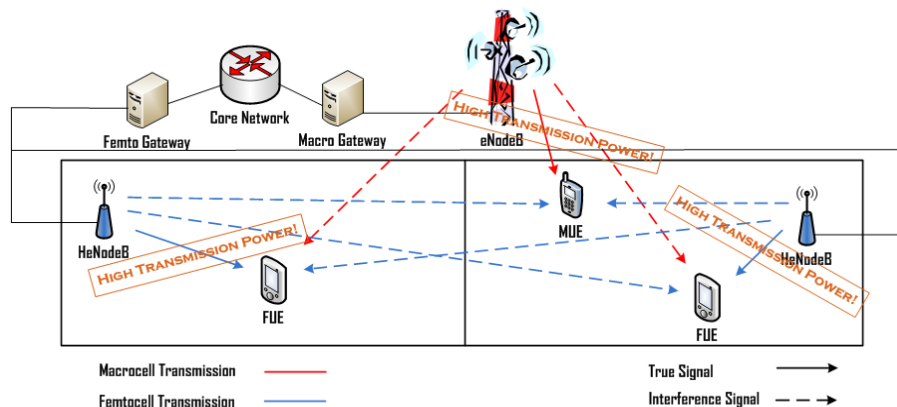 Core Network
Femto Gateway
Macro Gateway
eNodeB
HIGH TRANSMISSION POWER!
HeNodeB
HIGH TRANSMISSION POWER!
FUE
MUE
HIGH TRANSMISSION POWER!
HeNodeB
FUE
Macrocell Transmission
True Signal
Femtocell Transmission
Interference Signal